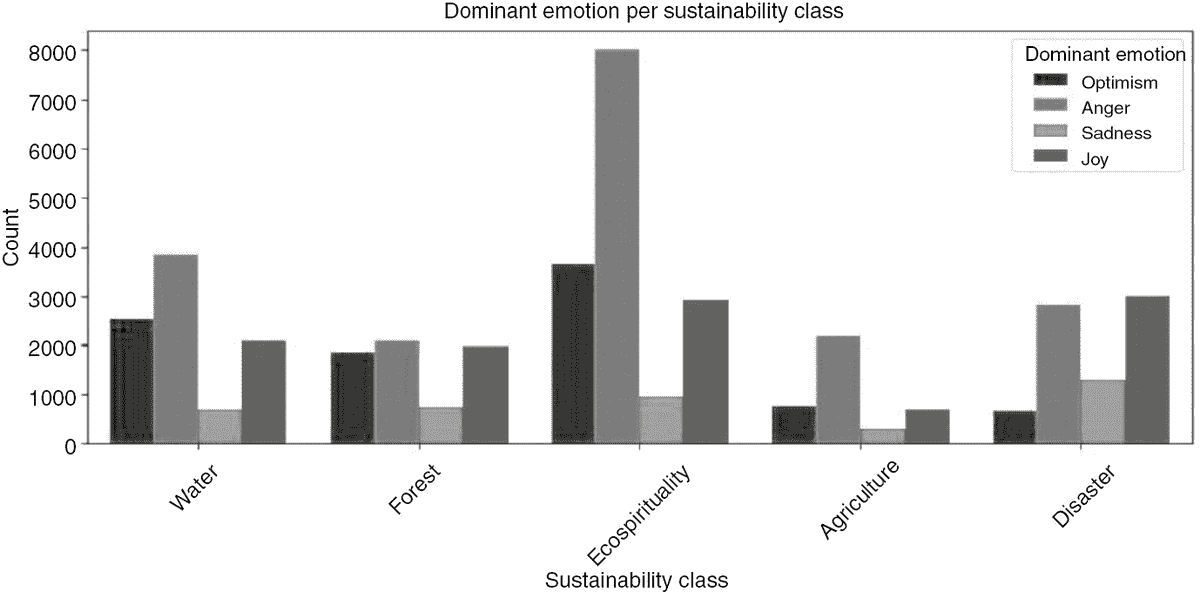 Dominant emotion per sustainability class
Dominant emotion
Optimism
Anger
Sadness
Joy
Count
8000
7000
6000
5000
4000
3000
2000
1000
0
Water
Forest
Ecospirituality
Agriculture
Disaster
Sustainability class